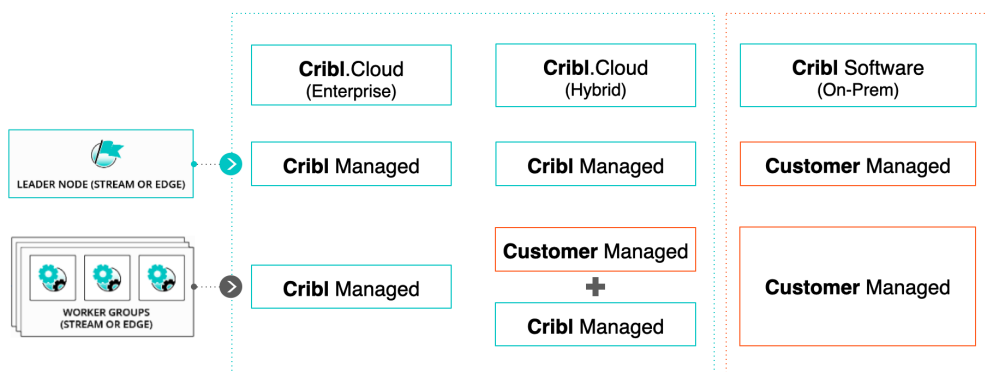 Cribl.Cloud
(Enterprise)
Cribl.Cloud
(Hybrid)
Cribl Software
(On-Prem)
LEADER NODE (STREAM OR EDGE)
Cribl Managed
Cribl Managed
Customer Managed
WORKER GROUPS
(STREAM OR EDGE)
Cribl Managed
Customer Managed
+
Cribl Managed
Customer Managed